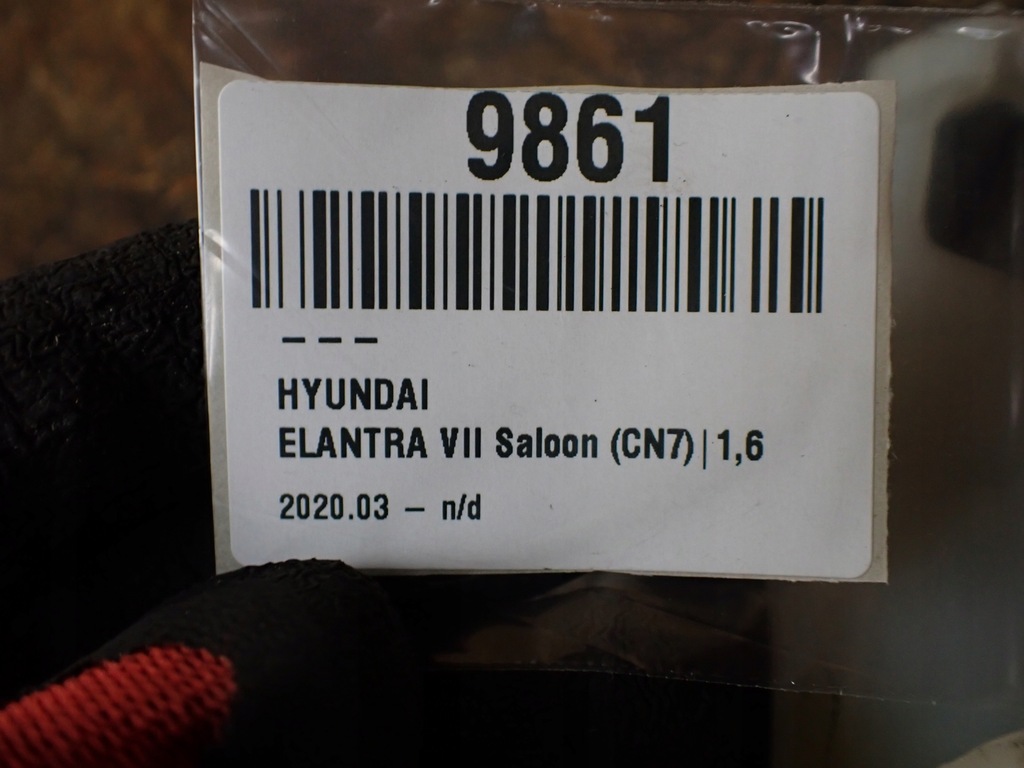 9861
– – –
HYUNDAI
ELANTRA VII Saloon (CN7)|1,6
2020.03 – n/d